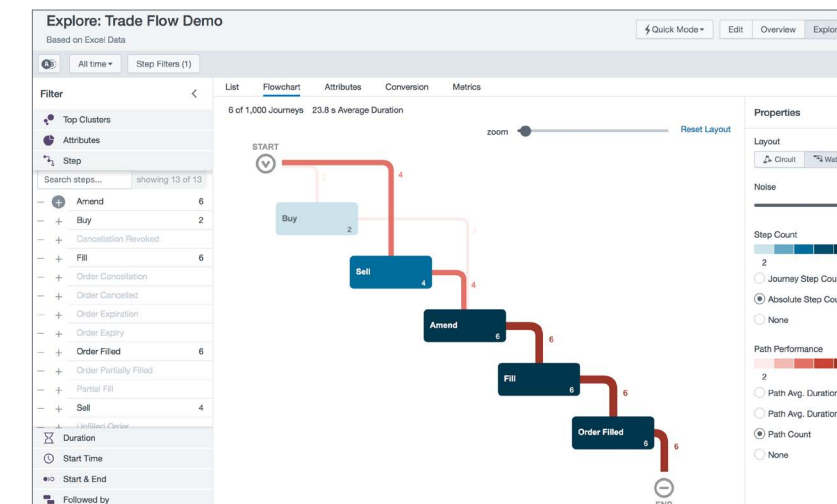 Explore: Trade Flow Demo
Based on Excel Data
Quick Mode
Edit
Overview
Explor
All time
Step Filters (1)
Filter
List
Flowchart
Attributes
Conversion
Metrics
6 of 1,000 Journeys
23.8 s Average Duration
zoom
Reset Layout
Properties
Top Clusters
Attributes
Step
Search steps...
showing 13 of 13
Amend 6
Buy 2
Cancellation Revoked
Fill 6
Order Cancellation
Order Cancelled
Order Expiration
Order Expiry
Order Filled 6
Order Partially Filled
Partial Fill
Sell 4
Unfilled Order
Duration
Start Time
Start & End
Followed by
START
2
4
Buy
2
2
Sell
4
4
Amend
6
6
Fill
6
6
Order Filled
6
6
END
Layout
Circuit
Wat
Noise
Step Count
2
Journey Step Cou
Absolute Step Cou
None
Path Performance
2
Path Avg. Duration
Path Avg. Duration
Path Count
None